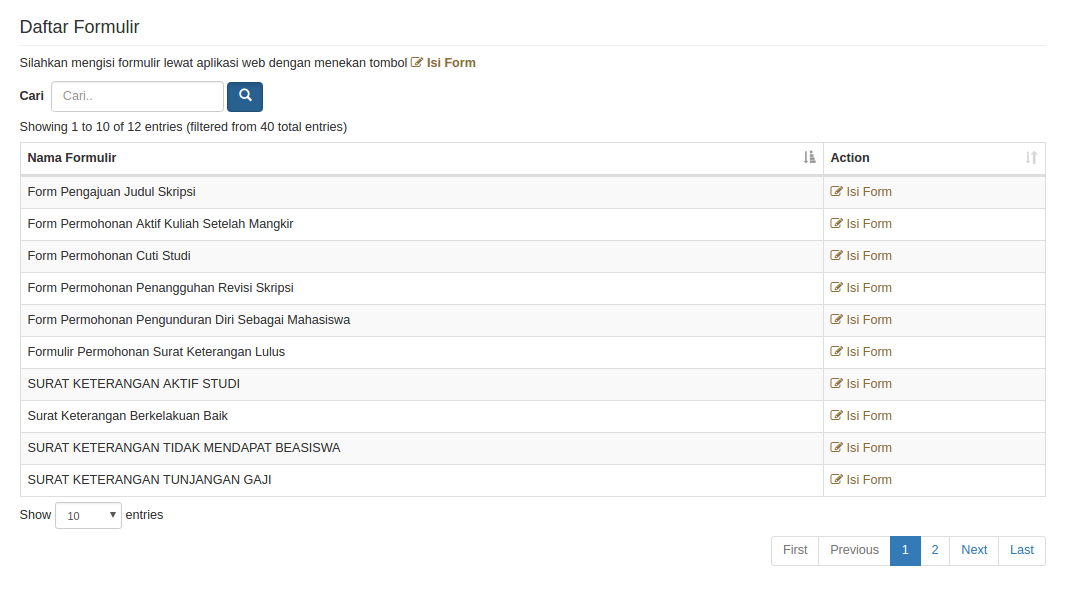 Daftar Formulir
Silahkan mengisi formulir lewat aplikasi web dengan menekan tombol Isi Form
Cari Cari..
Showing 1 to 10 of 12 entries (filtered from 40 total entries)
Nama Formulir Action
Form Pengajuan Judul Skripsi Isi Form
Form Permohonan Aktif Kuliah Setelah Mangkir Isi Form
Form Permohonan Cuti Studi Isi Form
Form Permohonan Penangguhan Revisi Skripsi Isi Form
Form Permohonan Pengunduran Diri Sebagai Mahasiswa Isi Form
Formulir Permohonan Surat Keterangan Lulus Isi Form
SURAT KETERANGAN AKTIF STUDI Isi Form
Surat Keterangan Berkelakuan Baik Isi Form
SURAT KETERANGAN TIDAK MENDAPAT BEASISWA Isi Form
SURAT KETERANGAN TUNJANGAN GAJI Isi Form
Show 10 entries
First Previous 1 2 Next Last